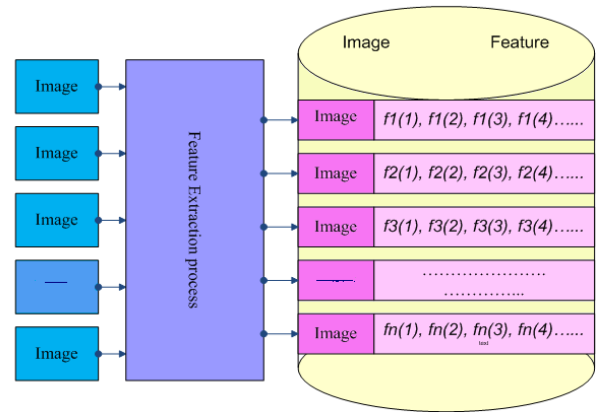 Image Feature
Image
Image
Image
Image
Feature Extraction process
Image f1(1), f1(2), f1(3), f1(4)......
Image f2(1), f2(2), f2(3), f2(4)......
Image f3(1), f3(2), f3(3), f3(4)......
........................
................
Image fn(1), fn(2), fn(3), fn(4)......
text